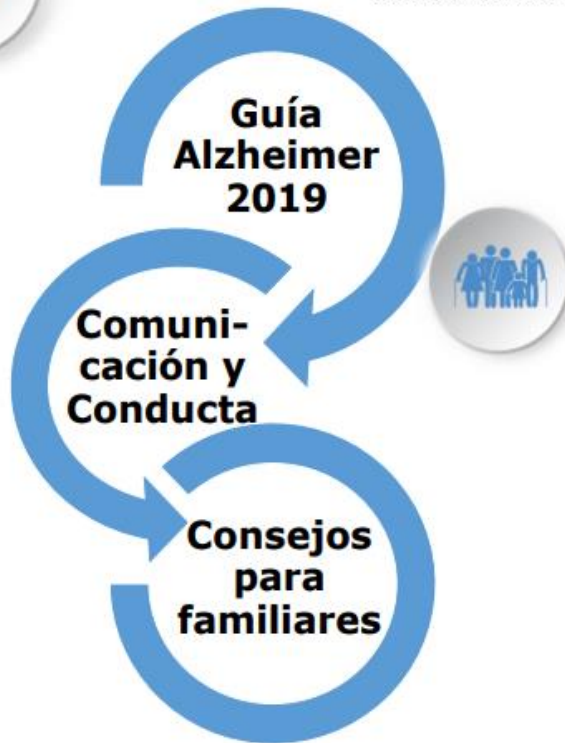 Guía
Alzheimer
2019
Comuni-
cación y
Conducta
Consejos
para
familiares